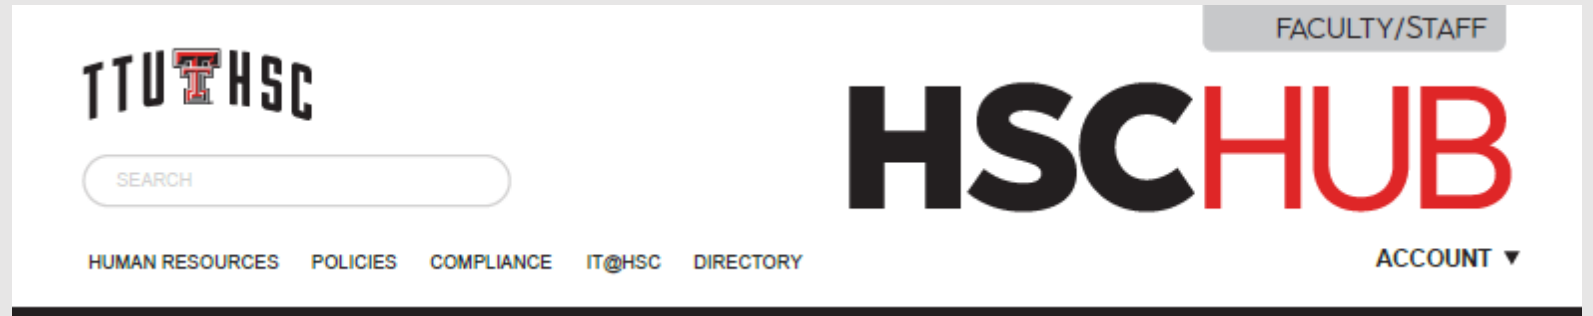 FACULTY/STAFF
TTU HSC
HSCHUB
SEARCH
HUMAN RESOURCES POLICIES COMPLIANCE IT@HSC DIRECTORY
ACCOUNT ▼